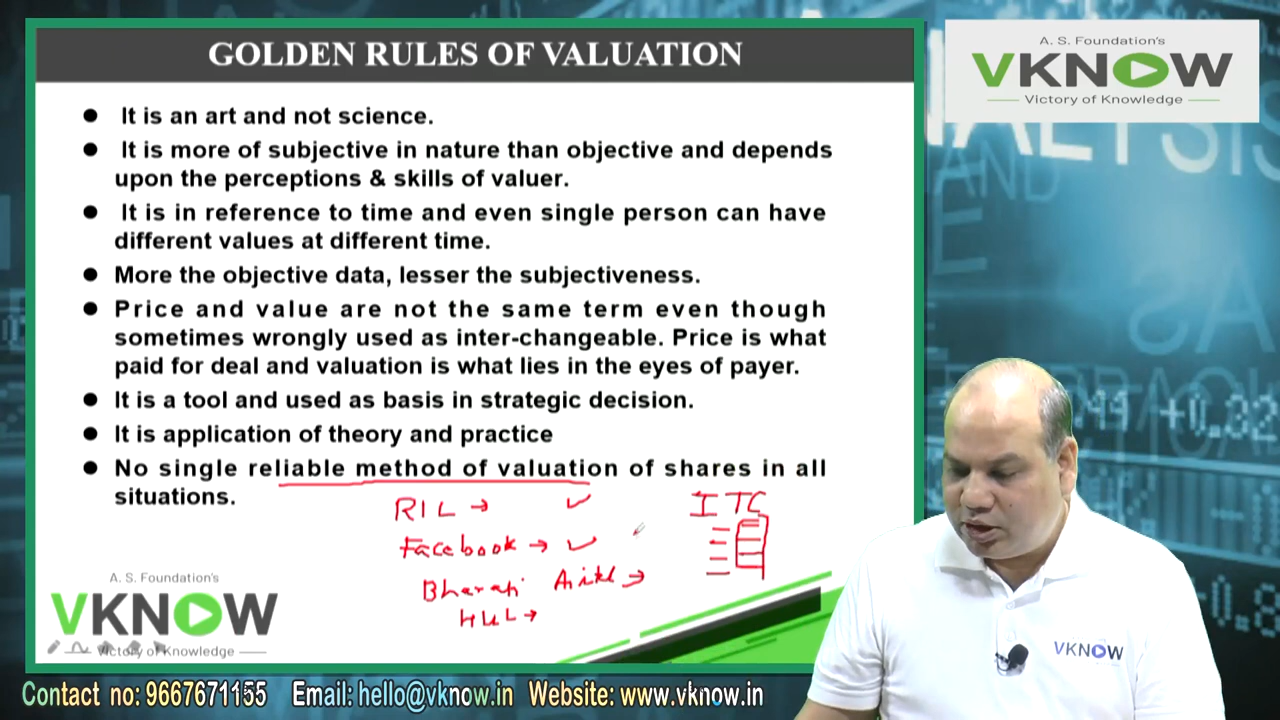 GOLDEN RULES OF VALUATION
A. S. Foundation's
VKNOW
Victory of Knowledge
It is an art and not science.
It is more of subjective in nature than objective and depends
upon the perceptions & skills of valuer.
It is in reference to time and even single person can have
different values at different time.
More the objective data, lesser the subjectiveness.
Price and value are not the same term even though
sometimes wrongly used as inter-changeable. Price is what
paid for deal and valuation is what lies in the eyes of payer.
It is a tool and used as basis in strategic decision.
It is application of theory and practice
No single reliable method of valuation of shares in all
situations.
RIL → ✓
ITC
Facebook → ✓
Bharati Airtel →
HUL →
A. S. Foundation's
VKNOW
Victory of Knowledge
VKNOW
Contact no: 9667671155 Email: hello@vknow.in Website: www.vknow.in